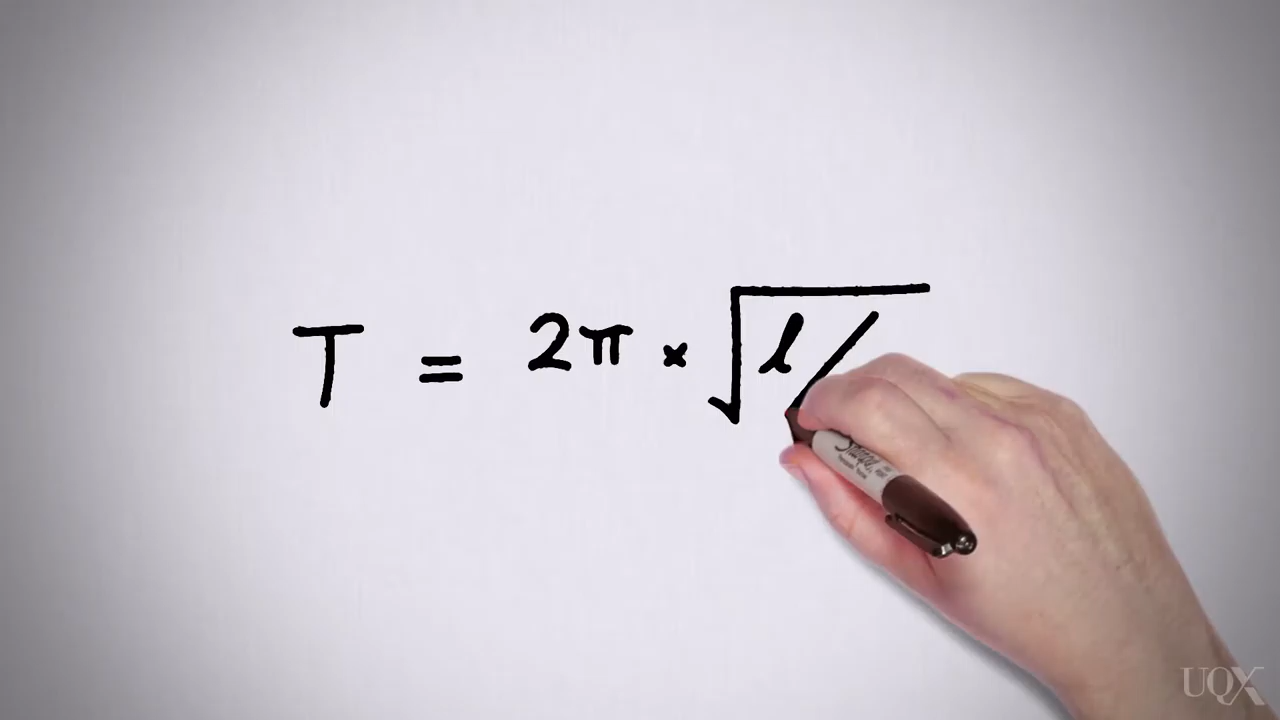 T = 2π × √l/
Sharpie
UQX